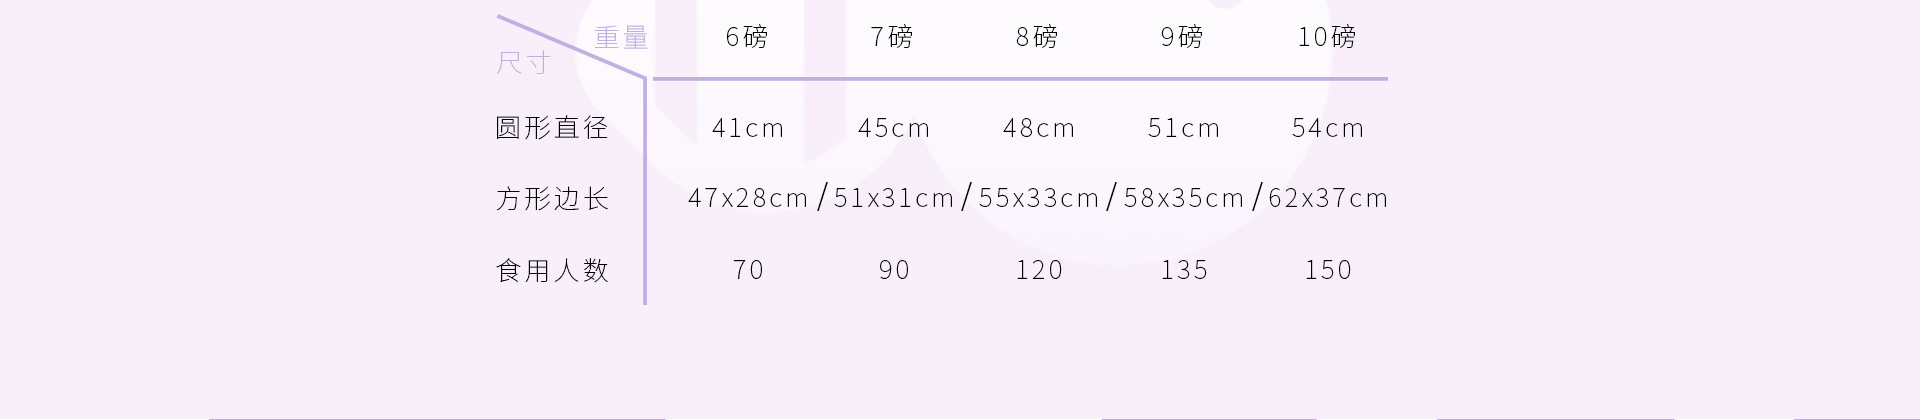 重量 6磅 7磅 8磅 9磅 10磅
尺寸
圆形直径 41cm 45cm 48cm 51cm 54cm
方形边长 47x28cm / 51x31cm / 55x33cm / 58x35cm / 62x37cm
食用人数 70 90 120 135 150